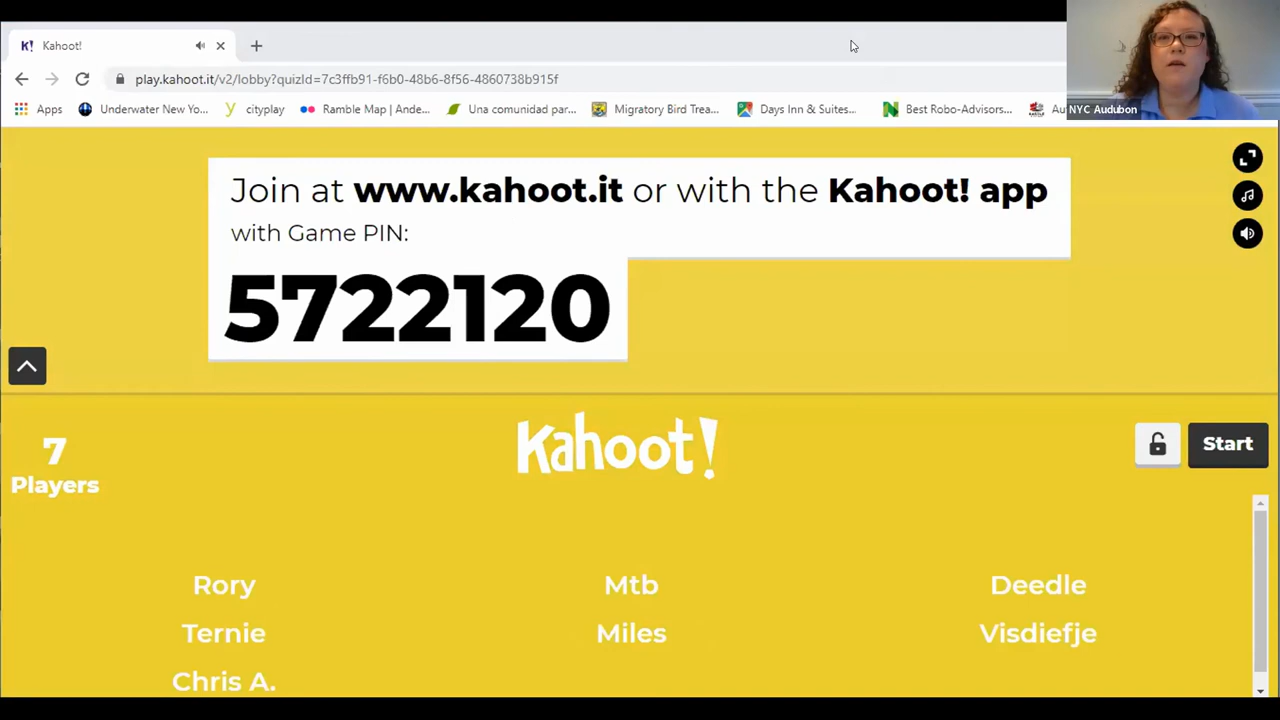 Kahoot!
play.kahoot.it/v2/lobby?quizId=7c3ffb91-f6b0-48b6-8f56-4860738b915f
Apps Underwater New Yo... cityplay Ramble Map | Ande... Una comunidad par... Migratory Bird Trea... Days Inn & Suites... Best Robo-Advisors...
NYC Audubon
Join at www.kahoot.it or with the Kahoot! app
with Game PIN:
5722120
7
Players
Kahoot!
Start
Rory Mtb Deedle
Ternie Miles Visdiefje
Chris A.